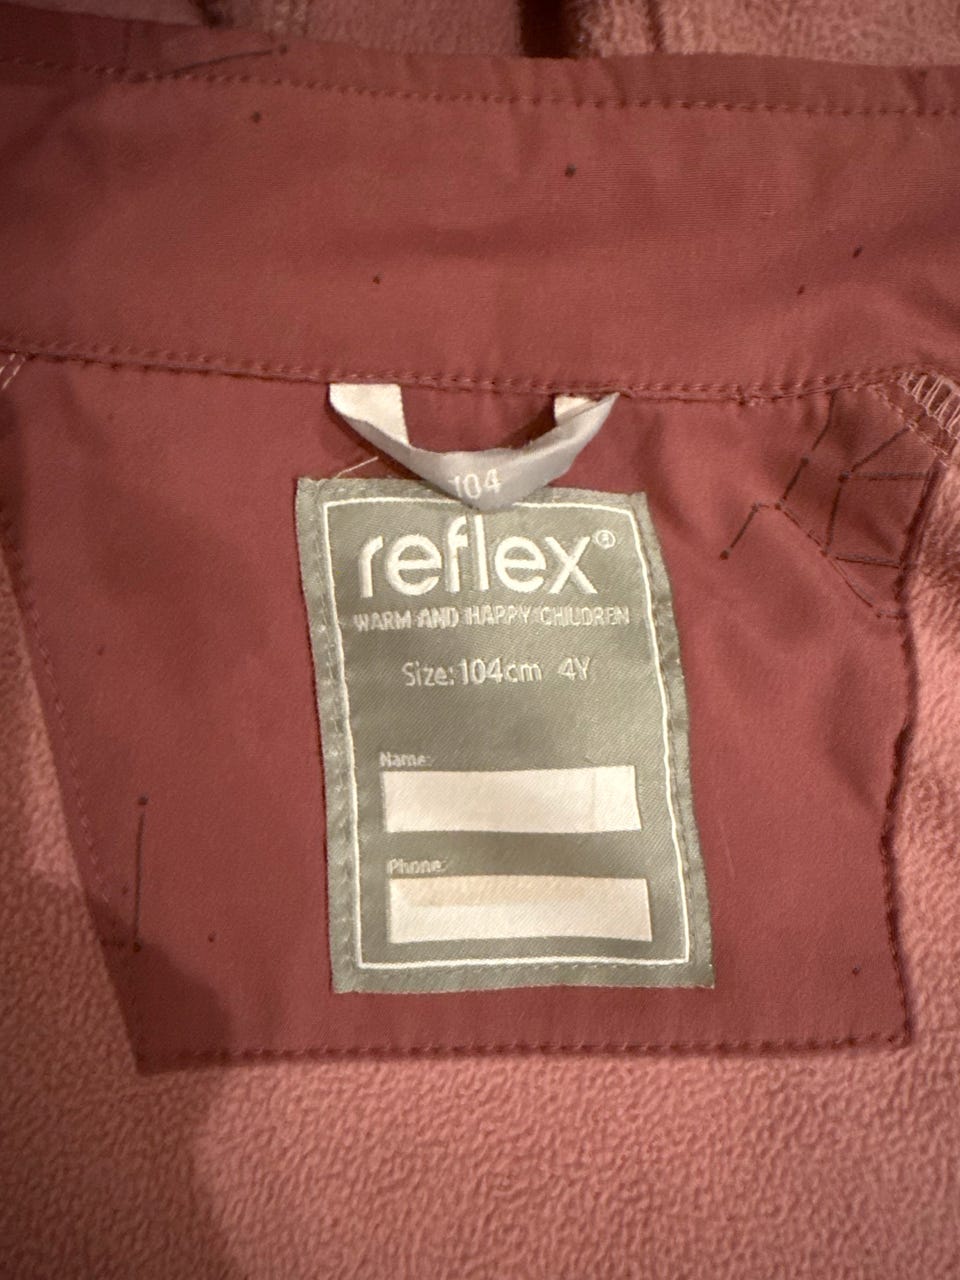 104
reflex®
WARM AND HAPPY CHILDREN
Size: 104cm 4Y
Name:
Phone: